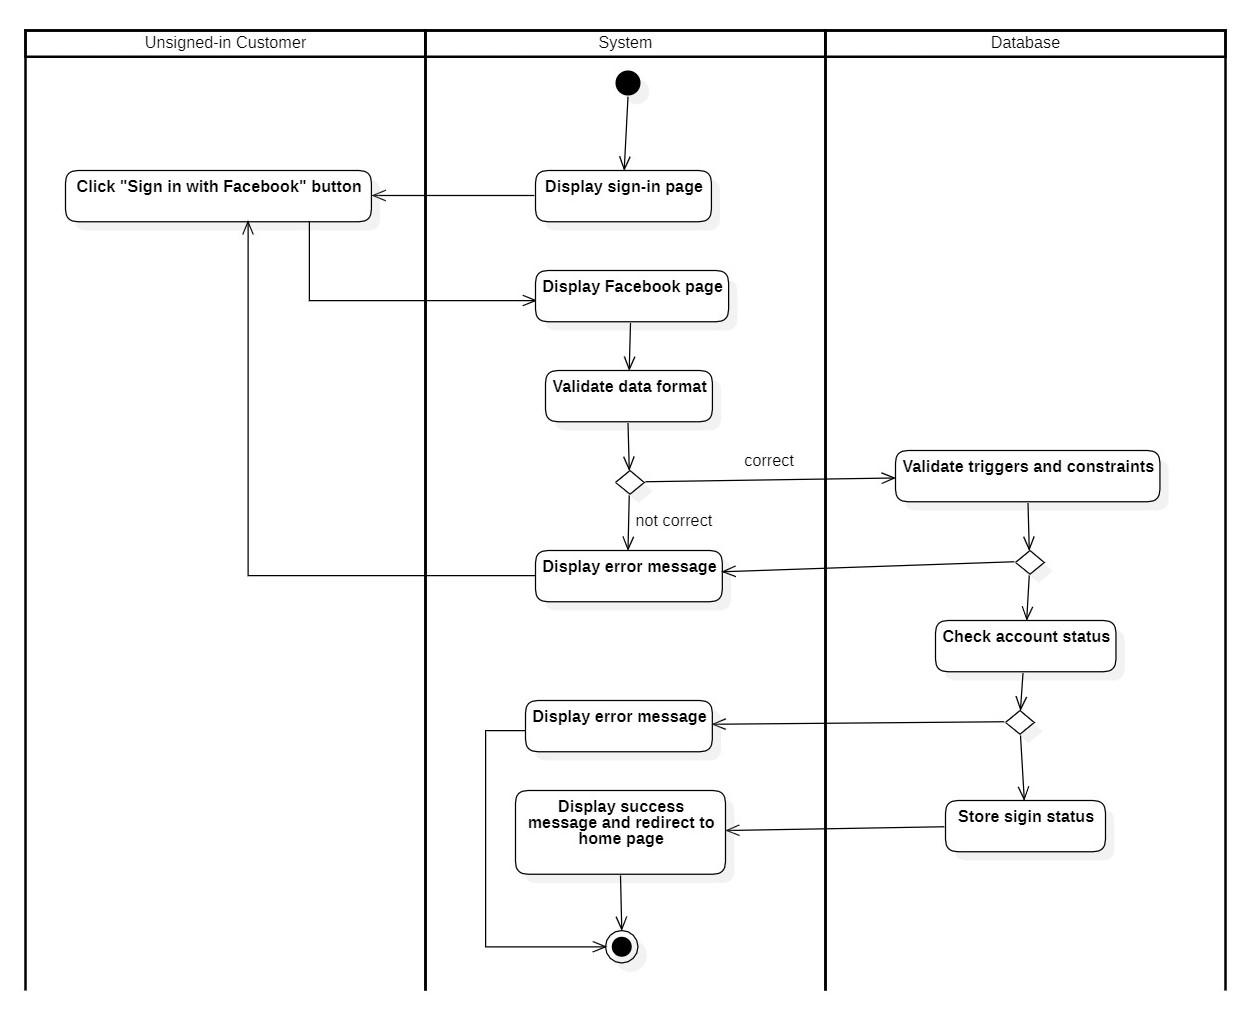 Unsigned-in Customer
System
Database
Click "Sign in with Facebook" button
Display sign-in page
Display Facebook page
Validate data format
correct
Validate triggers and constraints
not correct
Display error message
Check account status
Display error message
Display success
message and redirect to
home page
Store sigin status